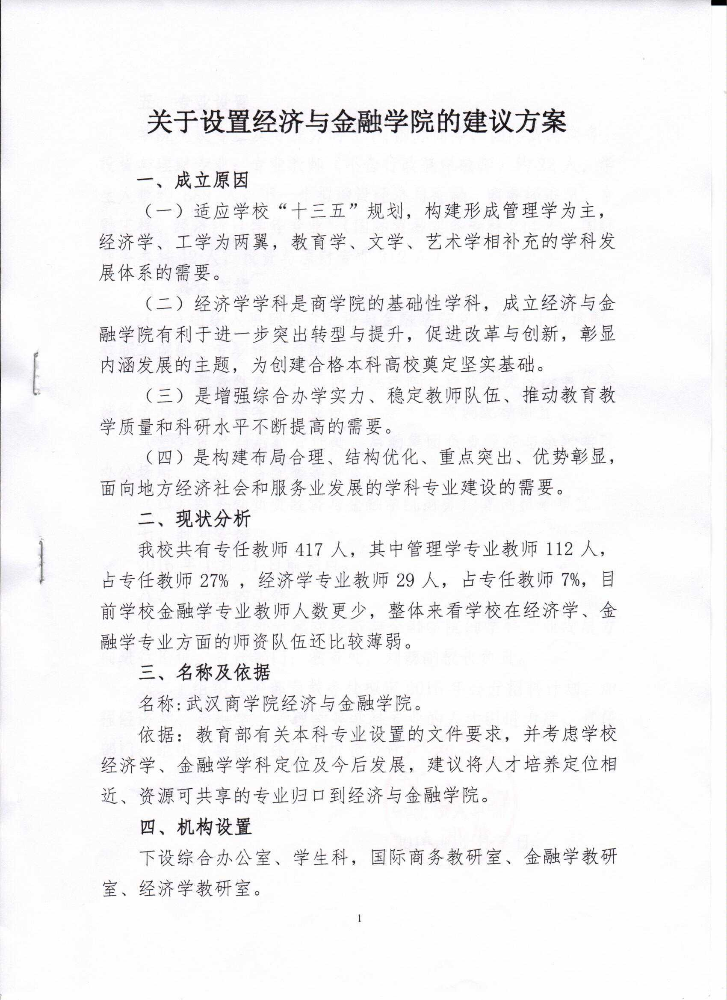 关于设置经济与金融学院的建议方案
一、成立原因
（一）适应学校“十三五”规划，构建形成管理学为主，
经济学、工学为两翼，教育学、文学、艺术学相补充的学科发
展体系的需要。
（二）经济学学科是商学院的基础性学科，成立经济与金
融学院有利于进一步突出转型与提升，促进改革与创新，彰显
内涵发展的主题，为创建合格本科高校奠定坚实基础。
（三）是增强综合办学实力、稳定教师队伍、推动教育教
学质量和科研水平不断提高的需要。
（四）是构建布局合理、结构优化、重点突出、优势彰显，
面向地方经济社会和服务业发展的学科专业建设的需要。
二、现状分析
我校共有专任教师 417 人，其中管理学专业教师 112 人，
占专任教师 27% ，经济学专业教师 29 人，占专任教师 7%，目
前学校金融学专业教师人数更少，整体来看学校在经济学、金
融学专业方面的师资队伍还比较薄弱。
三、名称及依据
名称:武汉商学院经济与金融学院。
依据：教育部有关本科专业设置的文件要求，并考虑学校
经济学、金融学学科定位及今后发展，建议将人才培养定位相
近、资源可共享的专业归口到经济与金融学院。
四、机构设置
下设综合办公室、学生科，国际商务教研室、金融学教研
室、经济学教研室。
1